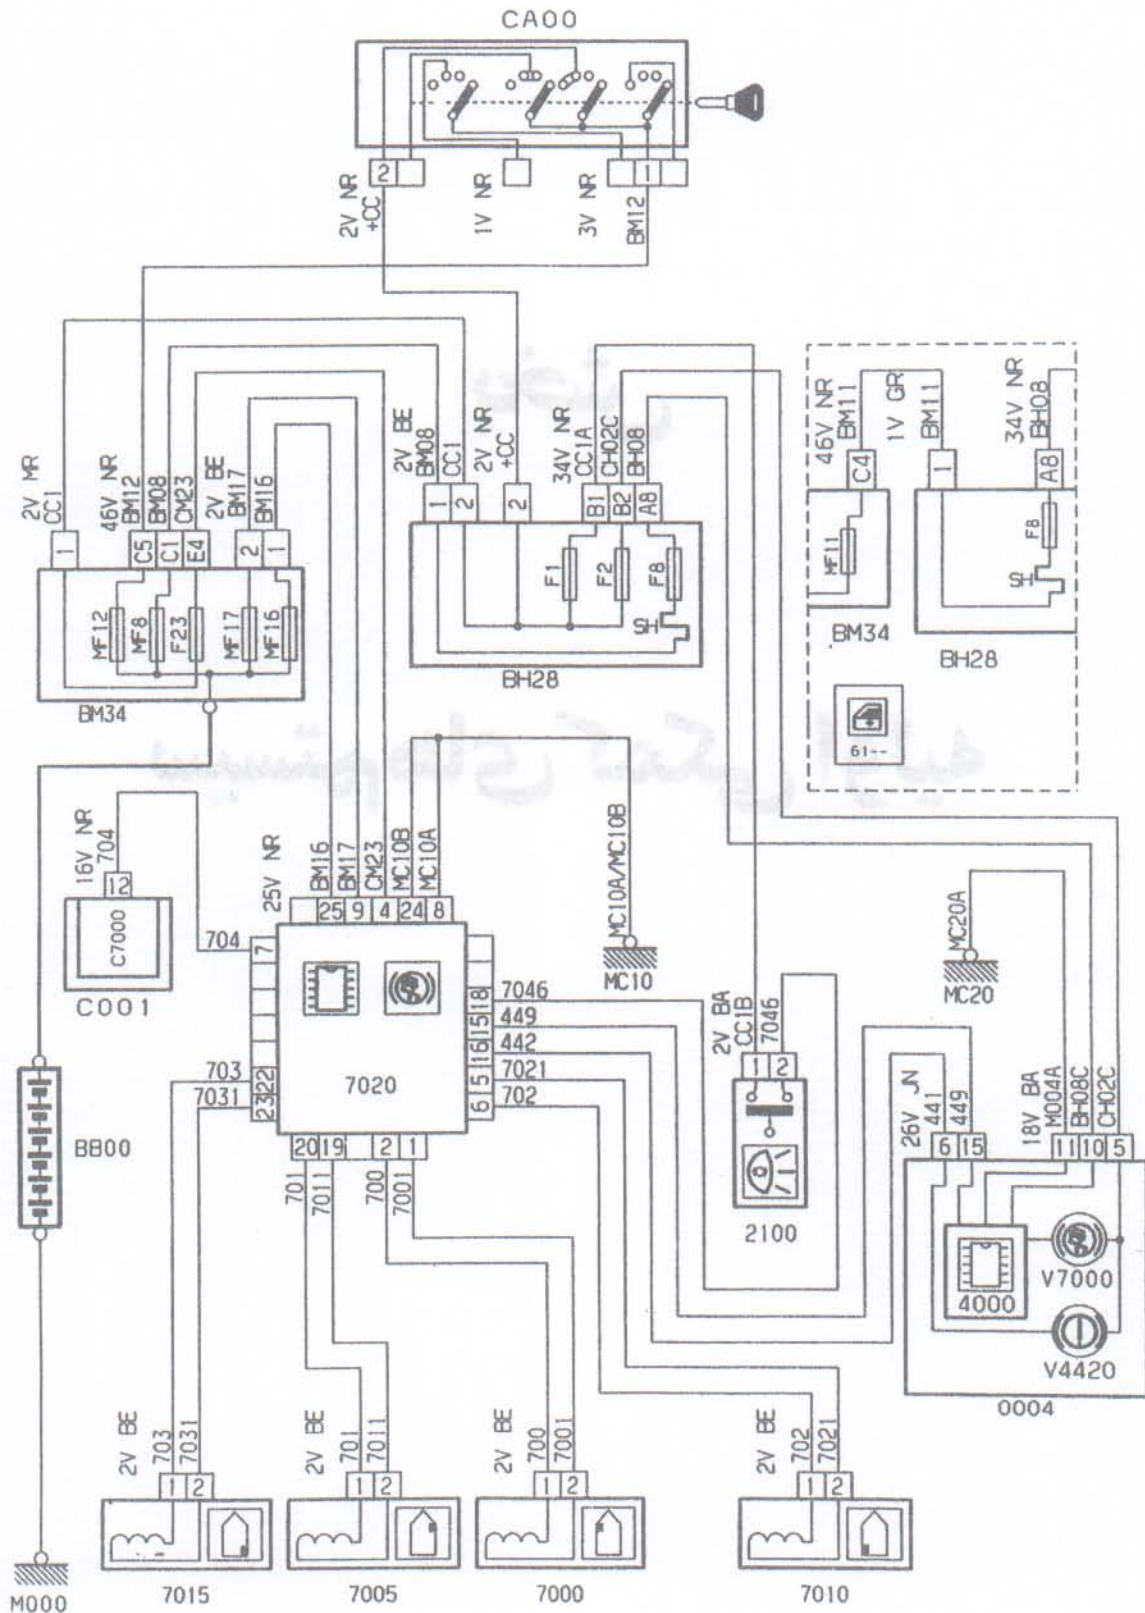 CA00
2 1
2V NR
+CC
1V NR
3V NR
BM12
2V MR
CC1
46V NR
BM12
BM08
CM23
2V BE
BM17
BM16
1 C5 C1 E4 2 1
MF12
MF8
F23
MF17
MF16
BM34
2V BE
BM08
CC1
2V NR
+CC
34V NR
CC1A
CH02C
BH08
1 2 2 B1 B2 A8
F1
F2
F8
SH
BH28
46V NR
BM11
1V GR
BM11
34V NR
BH08
C4 1 A8
MF11
F8
SH
BM34
BH28
61--
16V NR
704
12
C7000
C001
25V NR
BM16
BM17
CM23
MC10B
MC10A
25 9 4 24 8
704 7
MC10A/MC10B
MC10
MC20A
MC20
18 7046
15 449
16 442
5 7021
6 702
7020
703 22
7031 23
20 19 2 1
701
7011
700
7001
BB00
2V BA
CC1B
7046
1 2
2100
26V JN
441
449
18V BA
M004A
BH08C
CH02C
6 15 11 10 5
4000
V7000
V4420
0004
2V BE
703
7031
1 2
7015
2V BE
701
7011
1 2
7005
2V BE
700
7001
1 2
7000
2V BE
702
7021
1 2
7010
M000